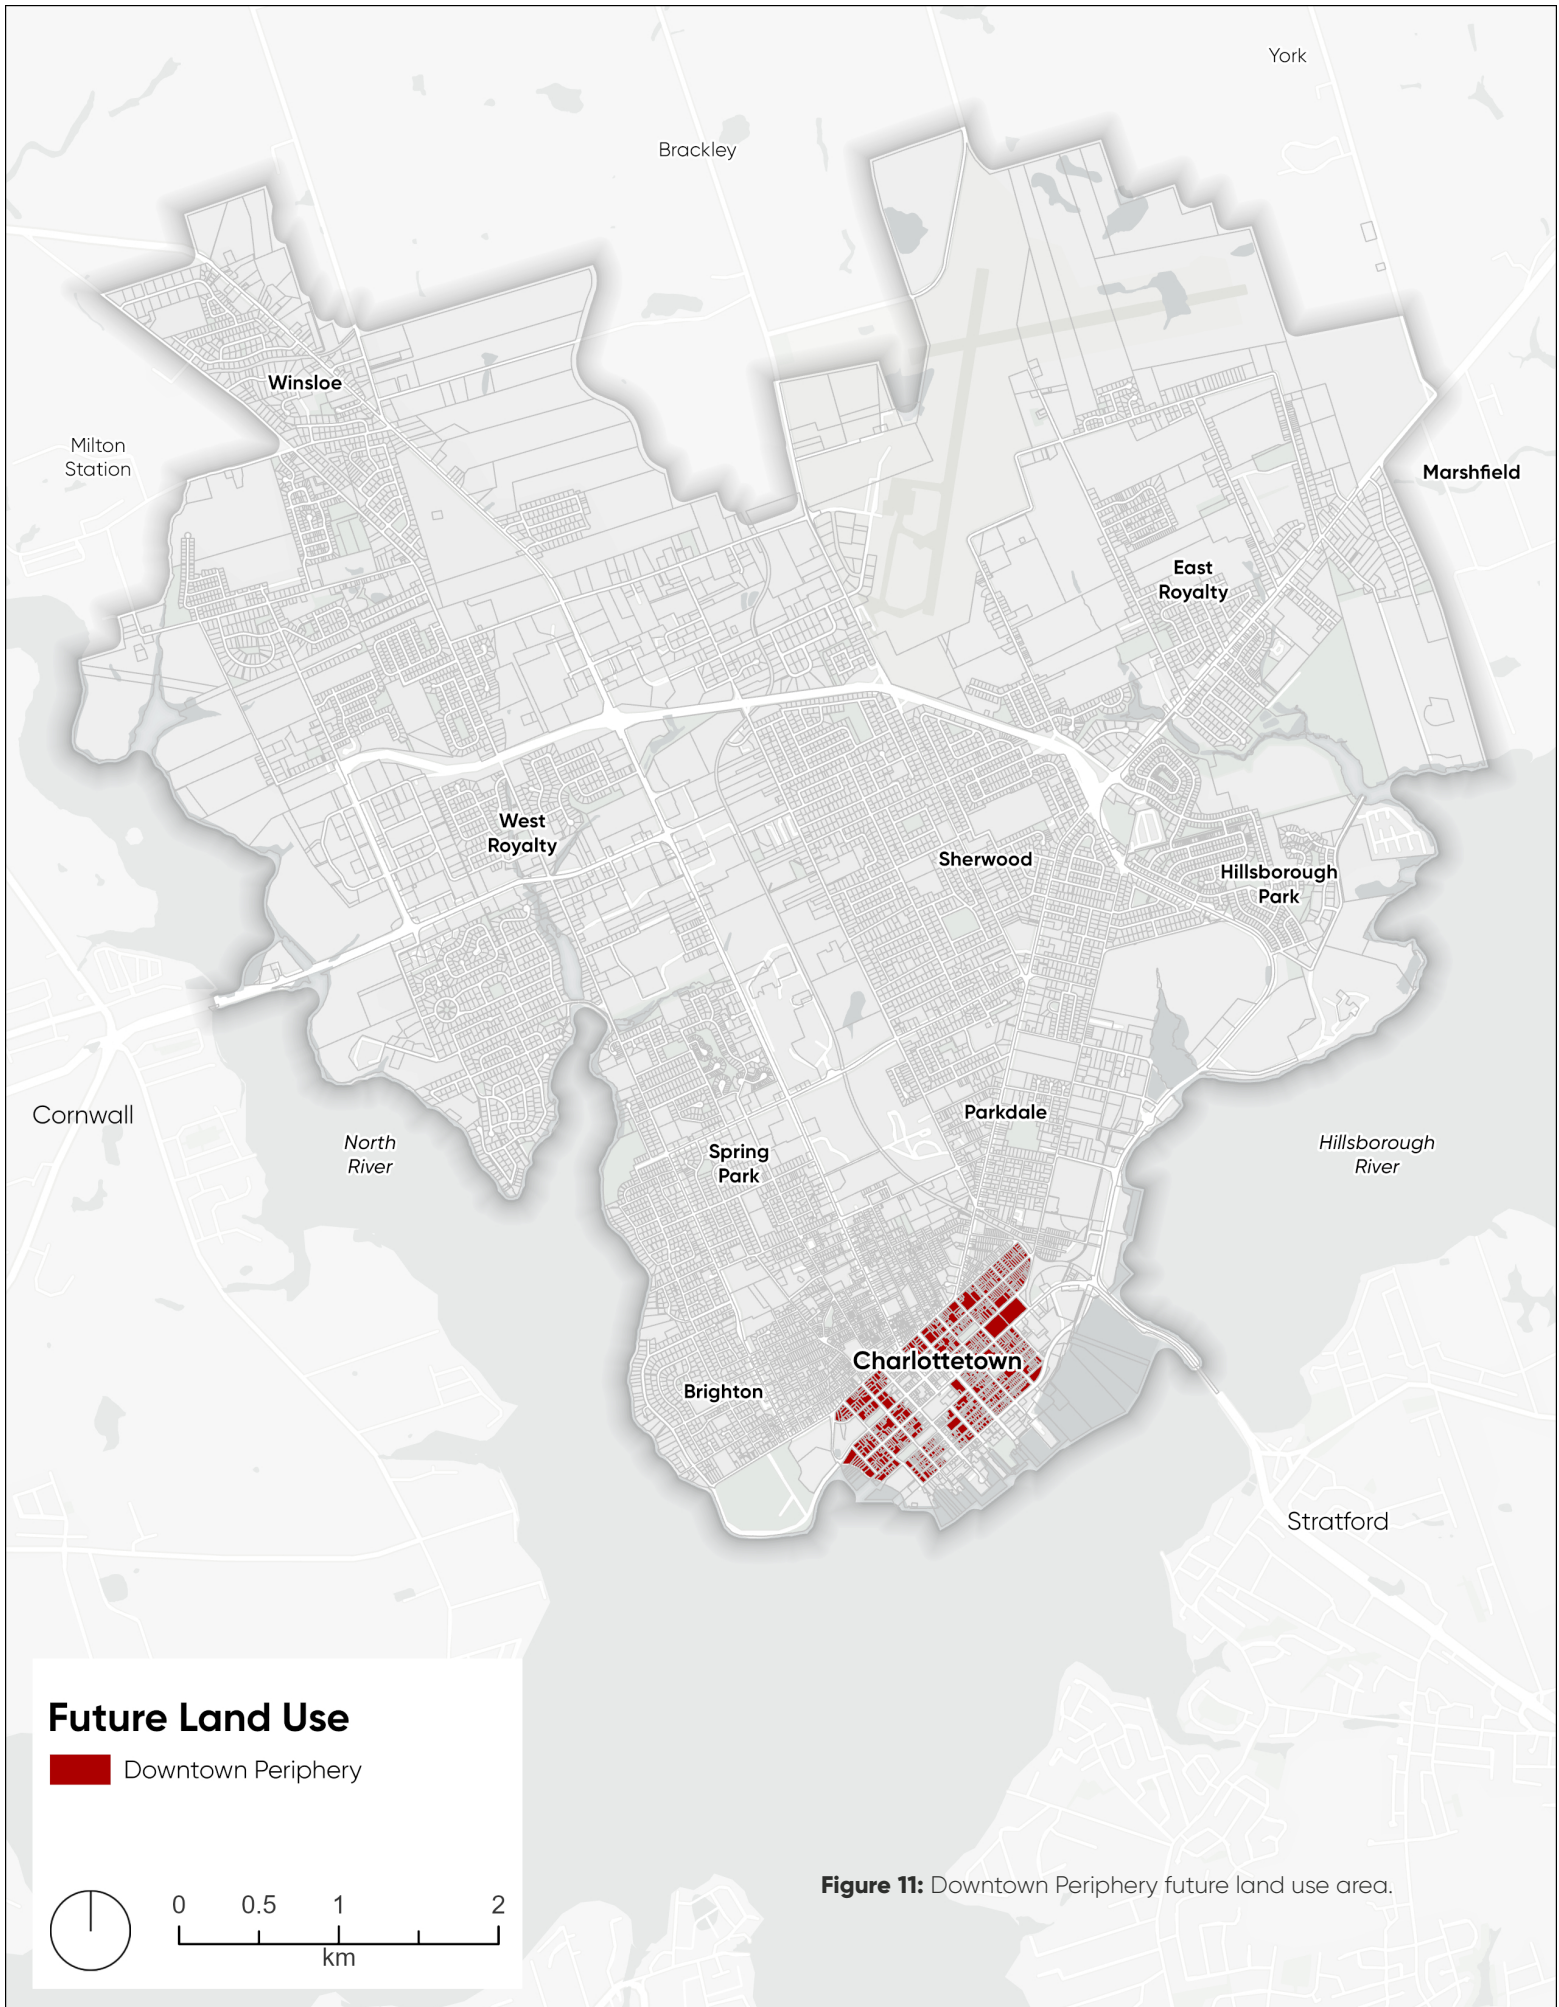 York
Brackley
Winsloe
Milton
Station
Marshfield
East
Royalty
West
Royalty
Sherwood
Hillsborough
Park
Cornwall
North
River
Parkdale
Spring
Park
Hillsborough
River
Charlottetown
Brighton
Stratford
Future Land Use
Downtown Periphery
Figure 11: Downtown Periphery future land use area.
0 0.5 1 2
km